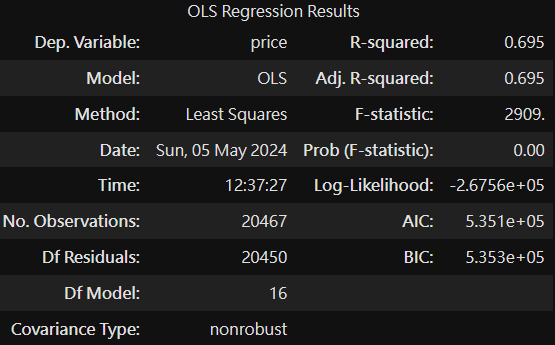 OLS Regression Results
Dep. Variable: price R-squared: 0.695
Model: OLS Adj. R-squared: 0.695
Method: Least Squares F-statistic: 2909.
Date: Sun, 05 May 2024 Prob (F-statistic): 0.00
Time: 12:37:27 Log-Likelihood: -2.6756e+05
No. Observations: 20467 AIC: 5.351e+05
Df Residuals: 20450 BIC: 5.353e+05
Df Model: 16
Covariance Type: nonrobust